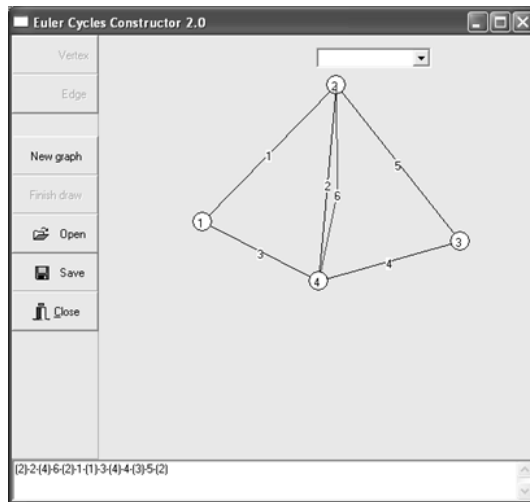 Euler Cycles Constructor 2.0
Vertex
Edge
New graph
Finish draw
Open
Save
Close
2
1
5
2
6
1
3
3
4
4
(2)-2-(4)-6-(2)-1-(1)-3-(4)-4-(3)-5-(2)